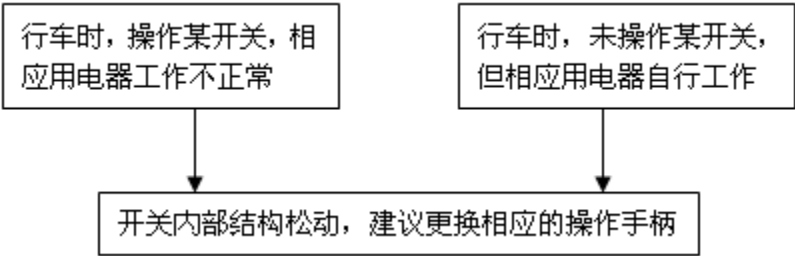 行车时，操作某开关，相
应用电器工作不正常
行车时，未操作某开关，
但相应用电器自行工作
开关内部结构松动，建议更换相应的操作手柄